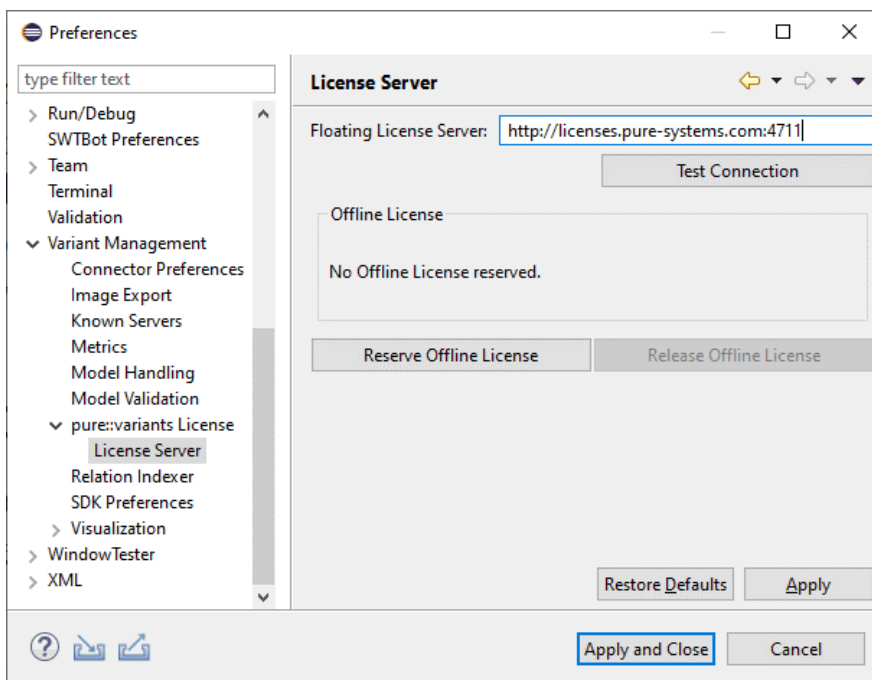 Preferences
type filter text
Run/Debug
SWTBot Preferences
Team
Terminal
Validation
Variant Management
Connector Preferences
Image Export
Known Servers
Metrics
Model Handling
Model Validation
pure::variants License
License Server
Relation Indexer
SDK Preferences
Visualization
WindowTester
XML
License Server
Floating License Server: http://licenses.pure-systems.com:4711
Test Connection
Offline License
No Offline License reserved.
Reserve Offline License Release Offline License
Restore Defaults Apply
Apply and Close Cancel